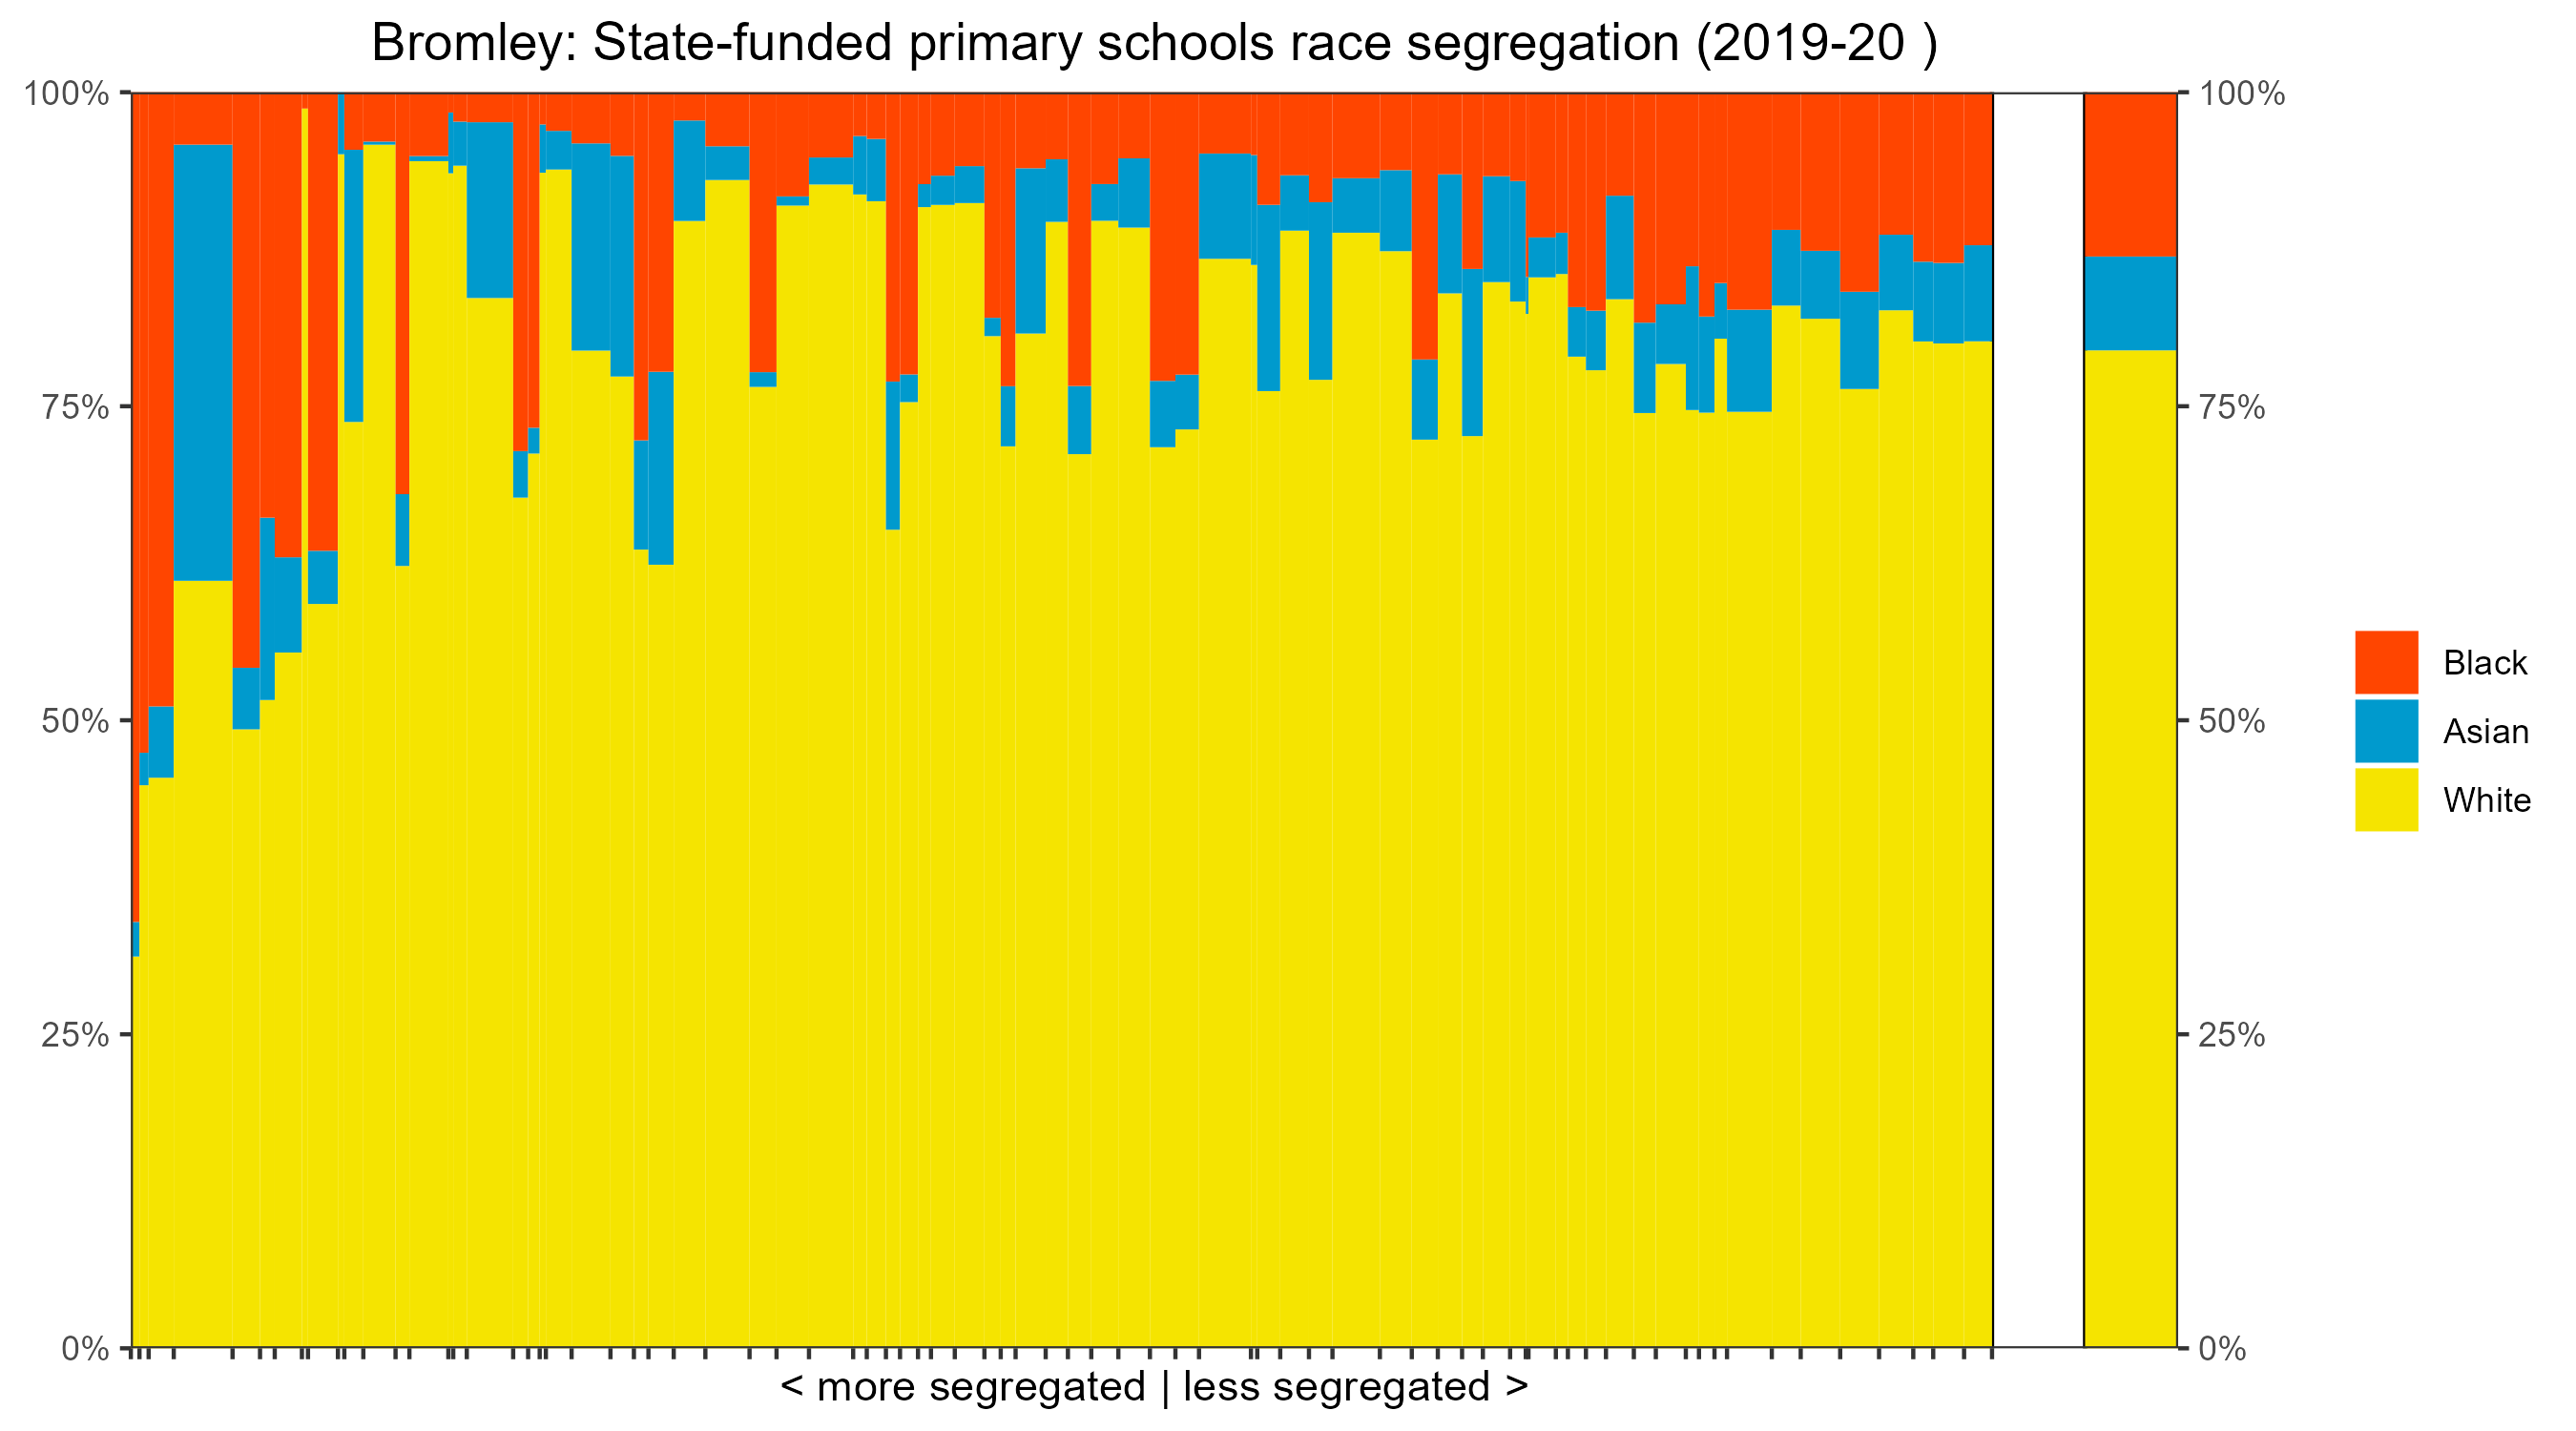 Bromley: State-funded primary schools race segregation (2019-20 )
100%
75%
50%
25%
0%
100%
75%
50%
25%
0%
Black
Asian
White
< more segregated | less segregated >